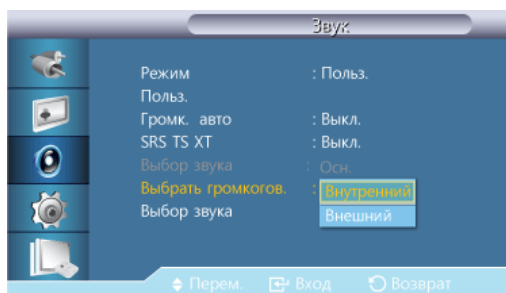 Звук
Режим : Польз.
Польз.
Громк. авто : Выкл.
SRS TS XT : Выкл.
Выбор звука : Осн.
Выбрать громкогов. : Внутренний
Выбор звука Внешний
Перем. Вход Возврат